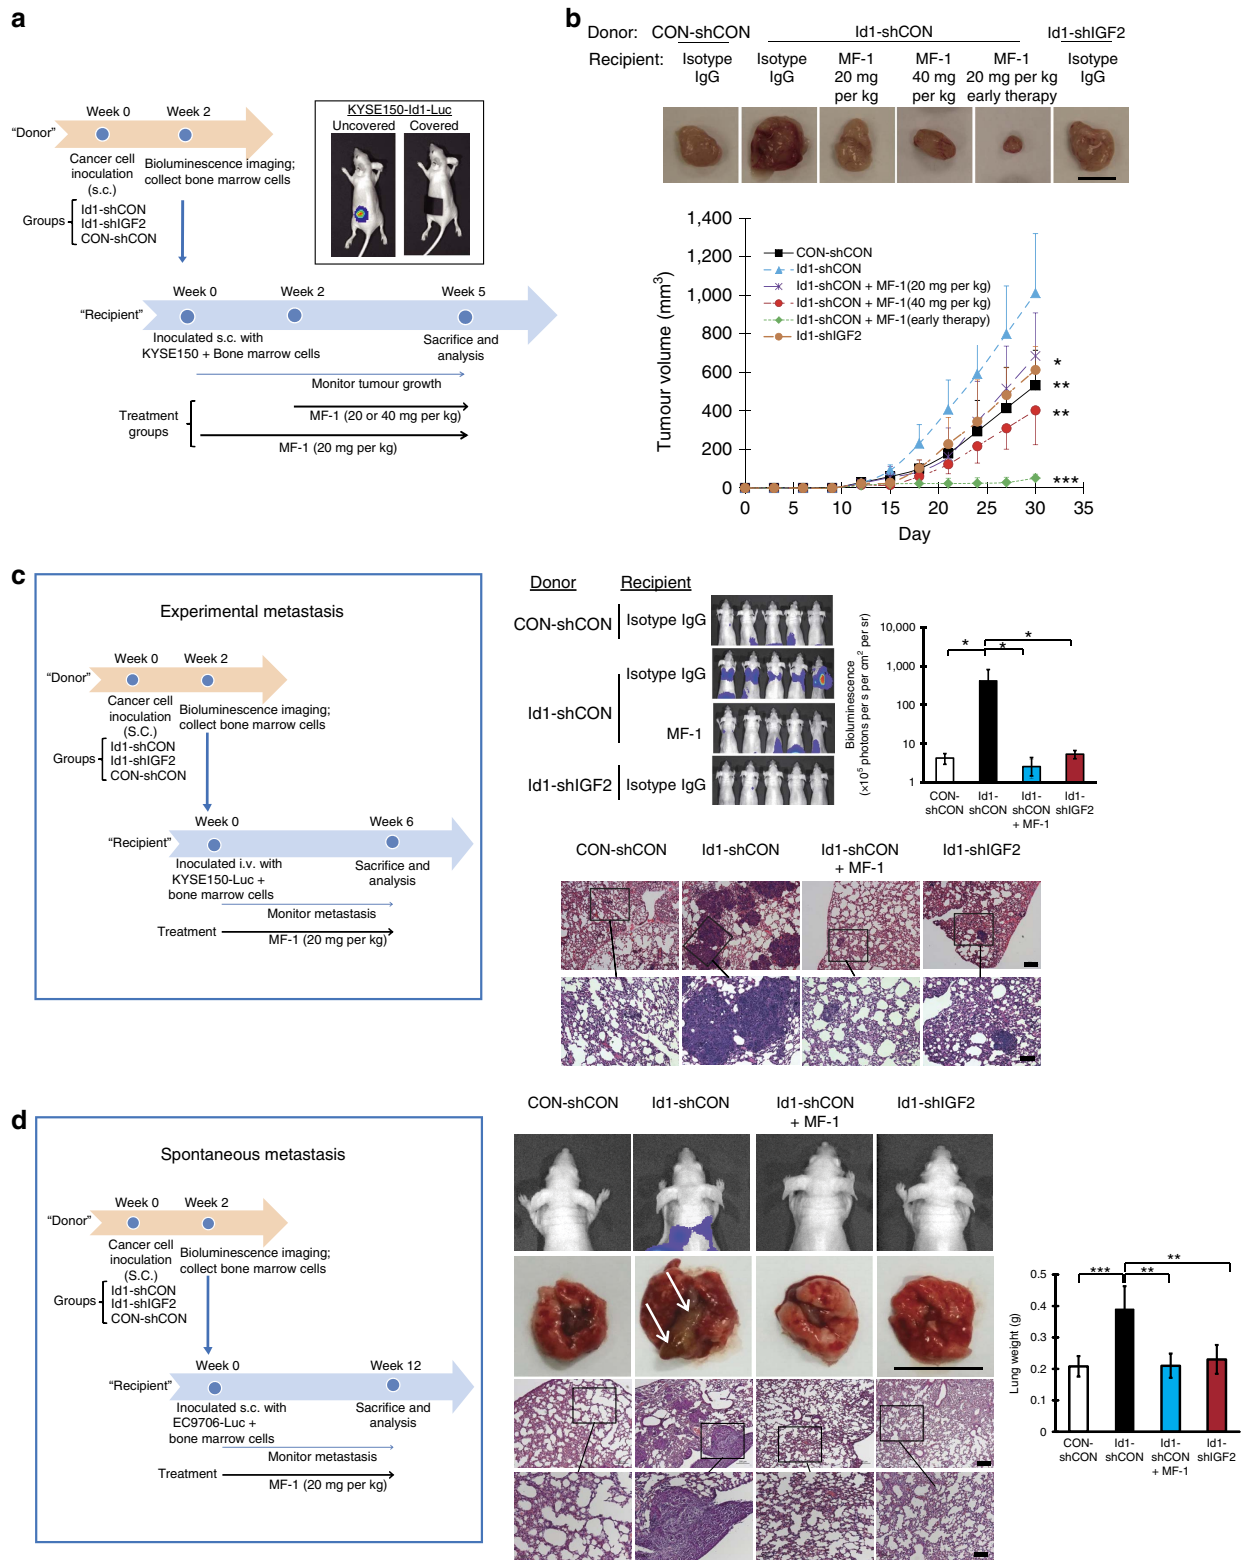 a
Week 0
Week 2
"Donor"
Cancer cell
inoculation
(s.c.)
Bioluminescence imaging;
collect bone marrow cells
Groups
Id1-shCON
Id1-shIGF2
CON-shCON
KYSE150-Id1-Luc
Uncovered
Covered
Week 0
Week 2
Week 5
"Recipient"
Inoculated s.c. with
KYSE150 + Bone marrow cells
Sacrifice and
analysis
Monitor tumour growth
Treatment
groups
MF-1 (20 or 40 mg per kg)
MF-1 (20 mg per kg)
b
Donor:
CON-shCON
Id1-shCON
Id1-shIGF2
Recipient:
Isotype
IgG
Isotype
IgG
MF-1
20 mg
per kg
MF-1
40 mg
per kg
MF-1
20 mg per kg
early therapy
Isotype
IgG
Tumour volume (mm³)
1,400
1,200
1,000
800
600
400
200
0
CON-shCON
Id1-shCON
Id1-shCON + MF-1(20 mg per kg)
Id1-shCON + MF-1(40 mg per kg)
Id1-shCON + MF-1(early therapy)
Id1-shIGF2
*
**
**
***
0 5 10 15 20 25 30 35
Day
c
Experimental metastasis
Week 0
Week 2
"Donor"
Cancer cell
inoculation
(S.C.)
Bioluminescence imaging;
collect bone marrow cells
Groups
Id1-shCON
Id1-shIGF2
CON-shCON
Week 0
Week 6
"Recipient"
Inoculated i.v. with
KYSE150-Luc +
bone marrow cells
Sacrifice and
analysis
Monitor metastasis
Treatment
MF-1 (20 mg per kg)
Donor
Recipient
CON-shCON
Isotype IgG
Id1-shCON
Isotype IgG
MF-1
Id1-shIGF2
Isotype IgG
Bioluminescence
(×10⁵ photons per s per cm² per sr)
10,000
1,000
100
10
1
*
*
*
CON-
shCON
Id1-
shCON
Id1-
shCON
+ MF-1
Id1-
shIGF2
CON-shCON
Id1-shCON
Id1-shCON
+ MF-1
Id1-shIGF2
d
Spontaneous metastasis
Week 0
Week 2
"Donor"
Cancer cell
inoculation
(S.C.)
Bioluminescence imaging;
collect bone marrow cells
Groups
Id1-shCON
Id1-shIGF2
CON-shCON
Week 0
Week 12
"Recipient"
Inoculated s.c. with
EC9706-Luc +
bone marrow cells
Sacrifice and
analysis
Monitor metastasis
Treatment
MF-1 (20 mg per kg)
CON-shCON
Id1-shCON
Id1-shCON
+ MF-1
Id1-shIGF2
Lung weight (g)
0.5
0.4
0.3
0.2
0.1
0
***
**
**
CON-
shCON
Id1-
shCON
Id1-
shCON
+ MF-1
Id1-
shIGF2